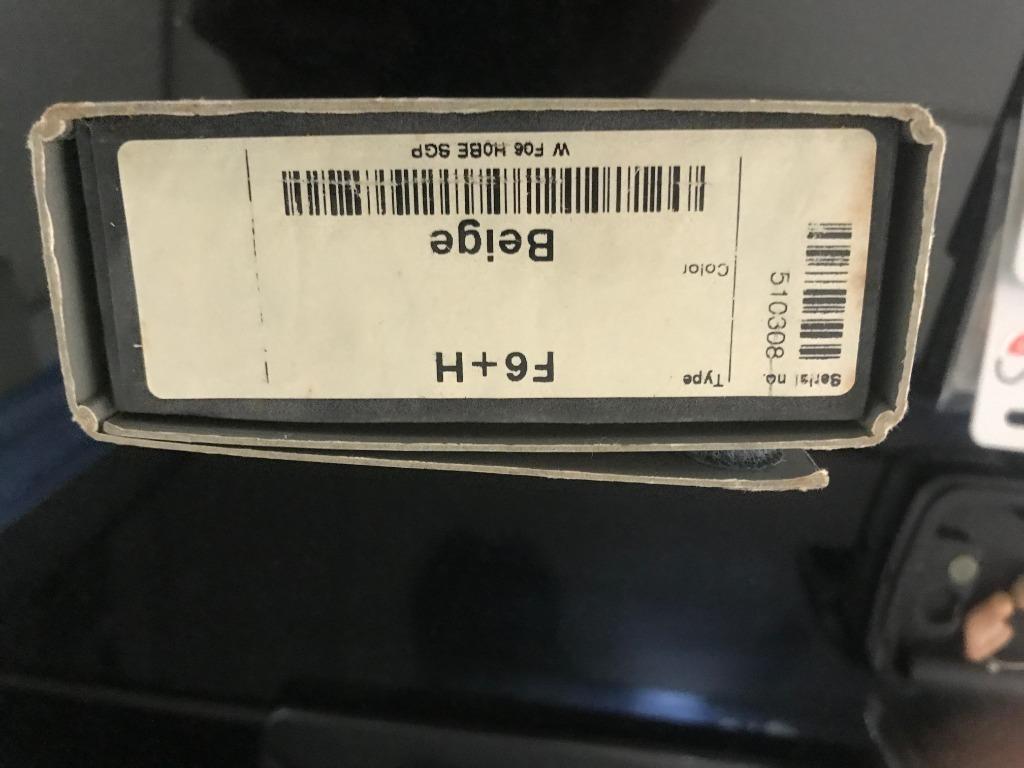 Serial no.
510308
Type
F6+H
Color
Beige
W F06 H0BE SGP